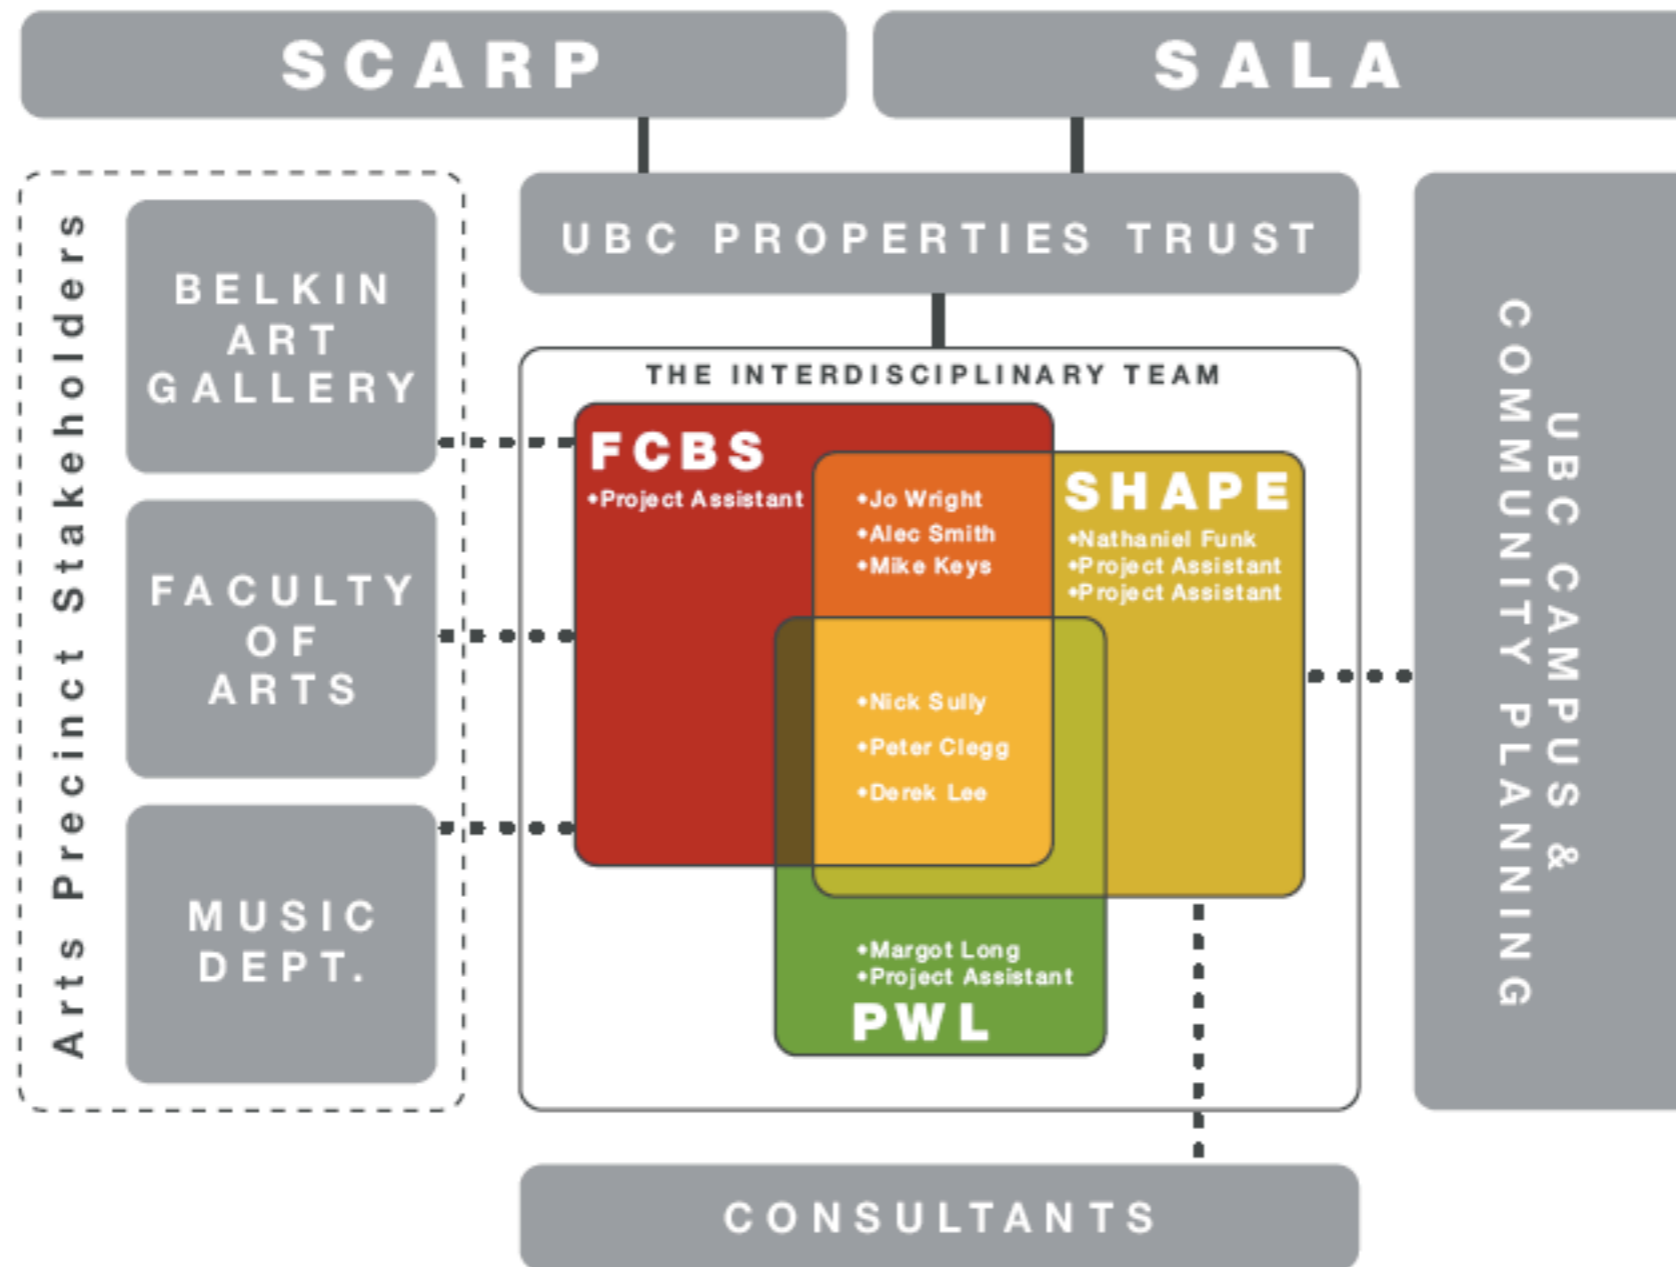 SCARP
SALA
Arts Precinct Stakeholders
BELKIN
ART
GALLERY
FACULTY
OF
ARTS
MUSIC
DEPT.
UBC PROPERTIES TRUST
THE INTERDISCIPLINARY TEAM
FCBS
•Project Assistant
•Jo Wright
•Alec Smith
•Mike Keys
SHAPE
•Nathaniel Funk
•Project Assistant
•Project Assistant
•Nick Sully
•Peter Clegg
•Derek Lee
•Margot Long
•Project Assistant
PWL
UBC CAMPUS &
COMMUNITY PLANNING
CONSULTANTS